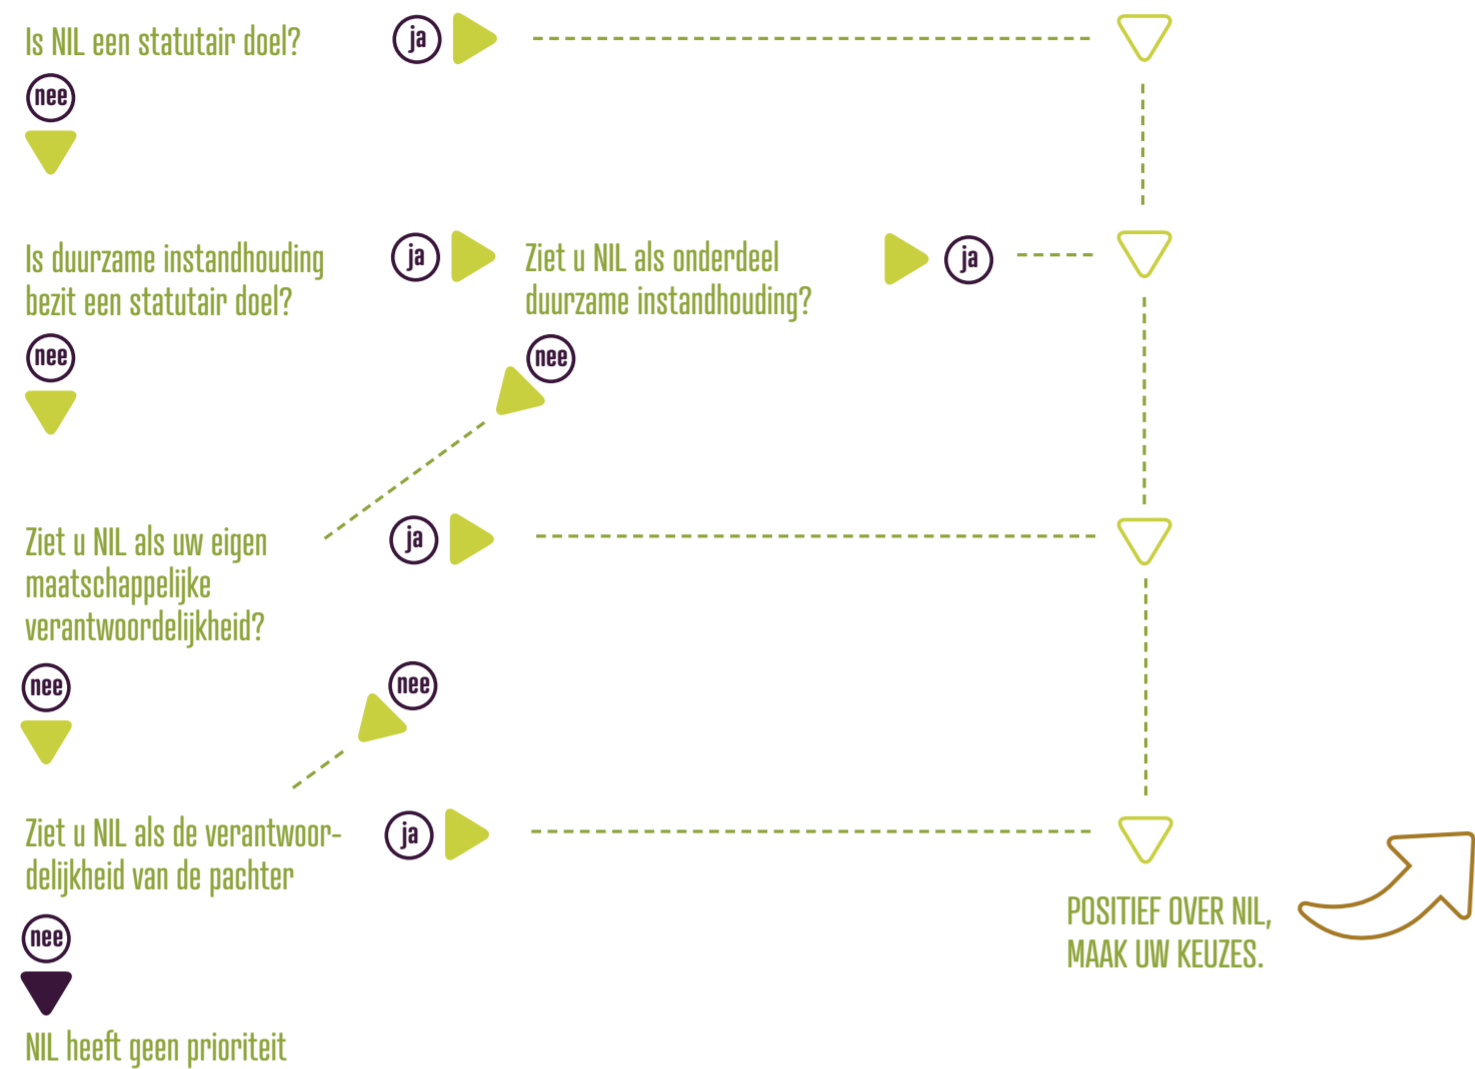 Is NIL een statutair doel?
ja
nee
Is duurzame instandhouding
bezit een statutair doel?
ja
Ziet u NIL als onderdeel
duurzame instandhouding?
ja
nee
nee
Ziet u NIL als uw eigen
maatschappelijke
verantwoordelijkheid?
ja
nee
nee
Ziet u NIL als de verantwoor-
delijkheid van de pachter
ja
nee
NIL heeft geen prioriteit
POSITIEF OVER NIL,
MAAK UW KEUZES.